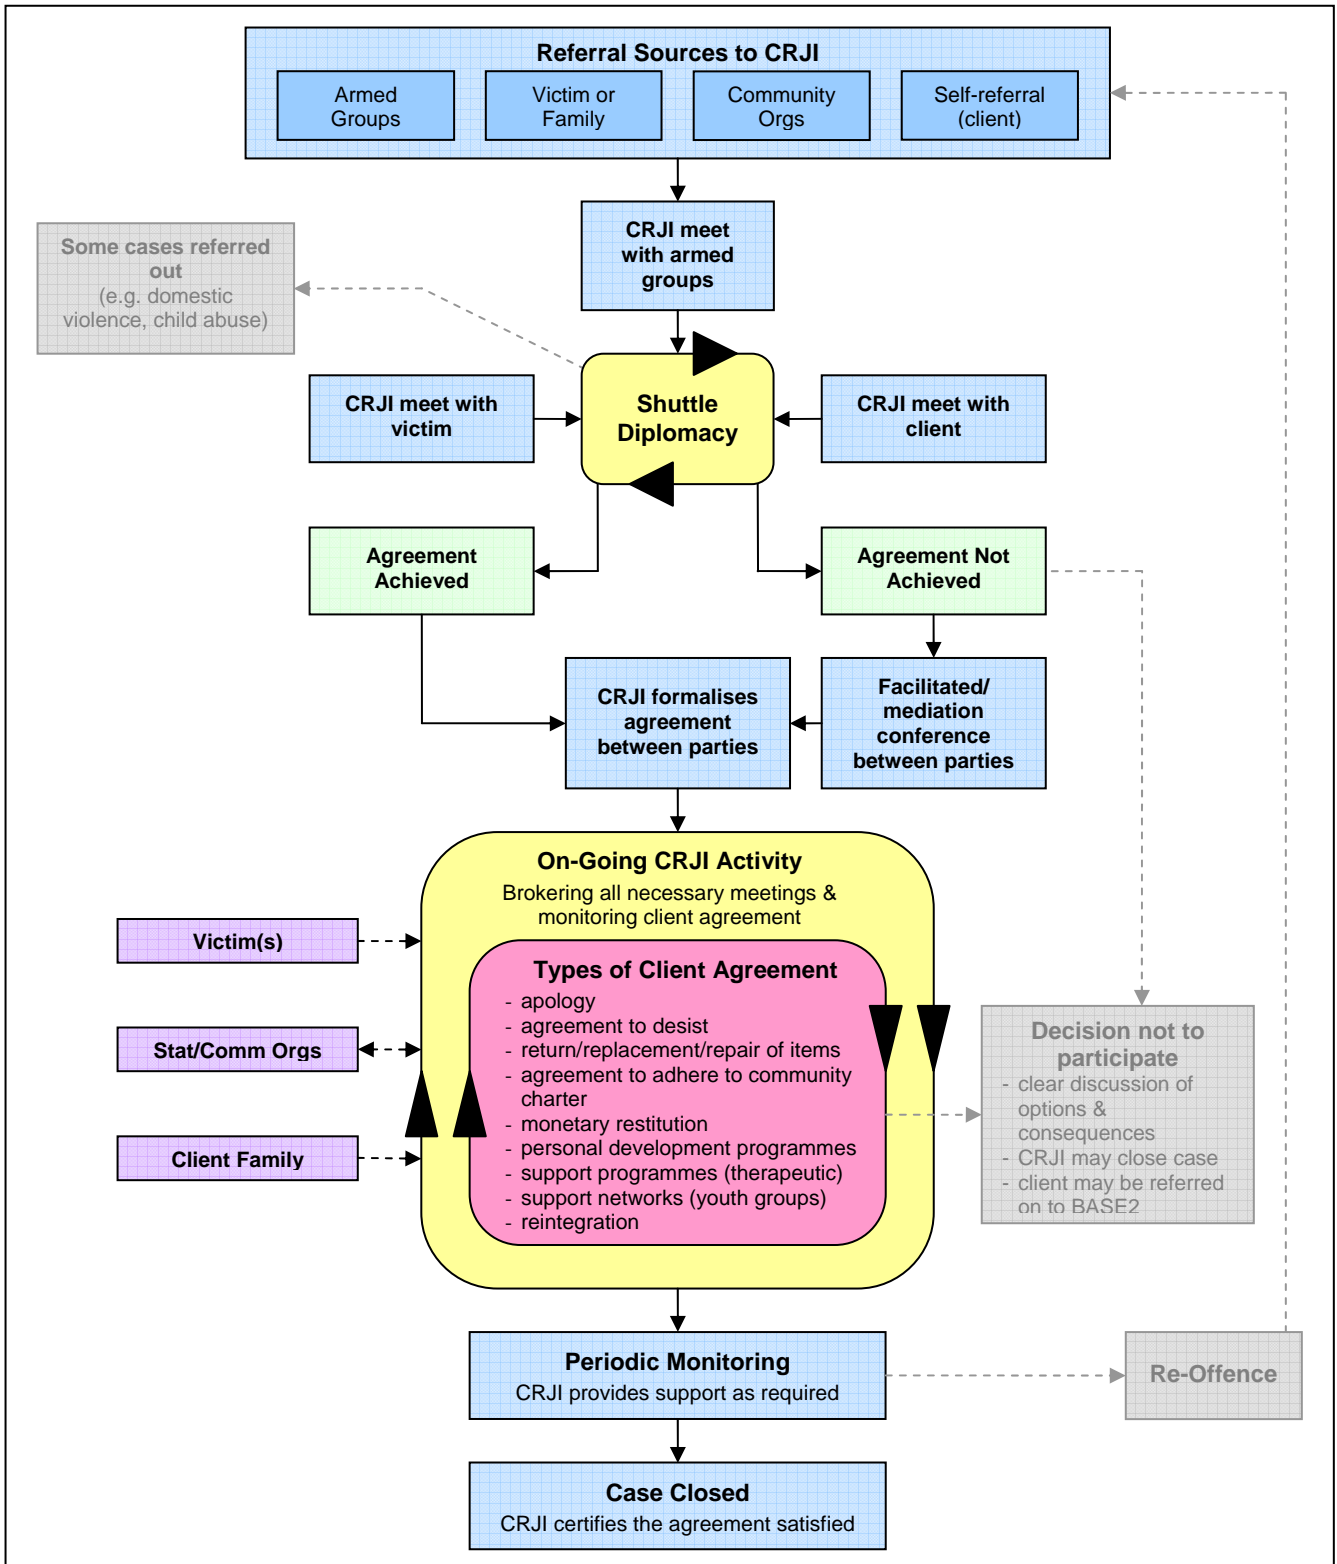 Referral Sources to CRJI
Armed
Groups
Victim or
Family
Community
Orgs
Self-referral
(client)
CRJI meet
with armed
groups
Some cases referred
out
(e.g. domestic
violence, child abuse)
CRJI meet with
victim
Shuttle
Diplomacy
CRJI meet with
client
Agreement
Achieved
Agreement Not
Achieved
CRJI formalises
agreement
between parties
Facilitated/
mediation
conference
between parties
On-Going CRJI Activity
Brokering all necessary meetings &
monitoring client agreement
Victim(s)
Stat/Comm Orgs
Client Family
Types of Client Agreement
- apology
- agreement to desist
- return/replacement/repair of items
- agreement to adhere to community
charter
- monetary restitution
- personal development programmes
- support programmes (therapeutic)
- support networks (youth groups)
- reintegration
Decision not to
participate
- clear discussion of
options &
consequences
- CRJI may close case
- client may be referred
on to BASE2
Periodic Monitoring
CRJI provides support as required
Re-Offence
Case Closed
CRJI certifies the agreement satisfied